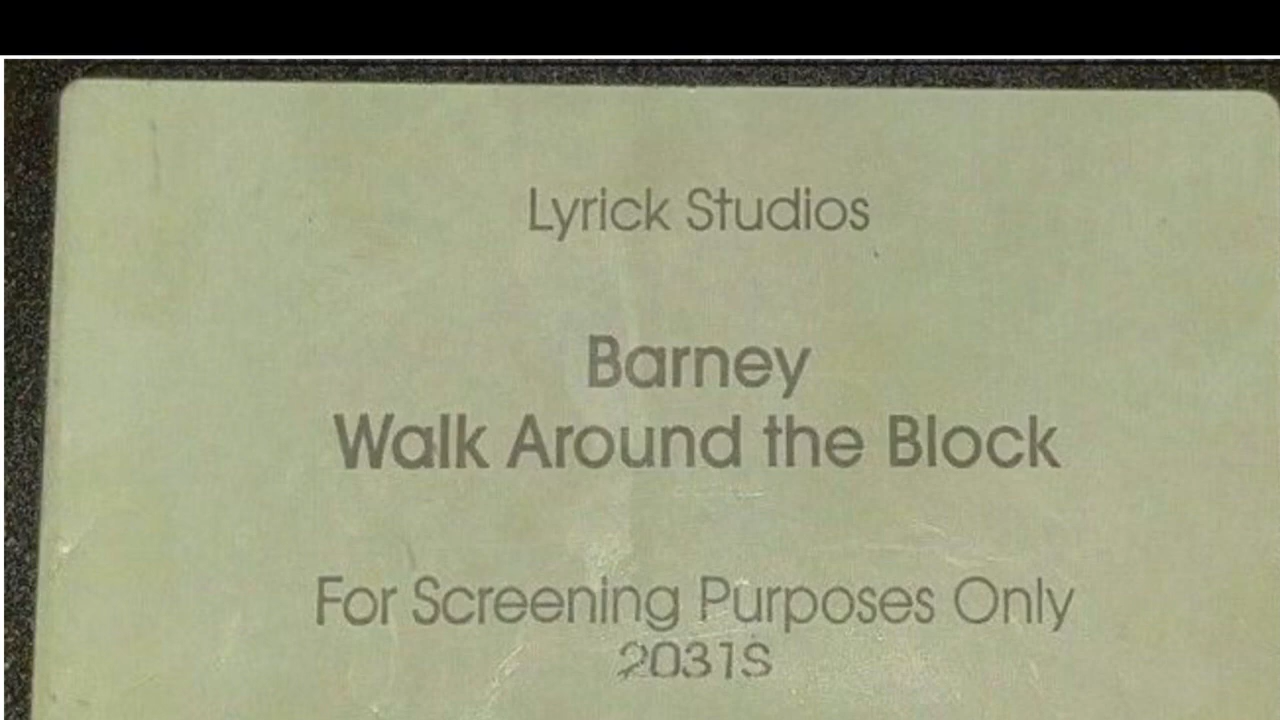 Lyrick Studios
Barney
Walk Around the Block
For Screening Purposes Only
2031S